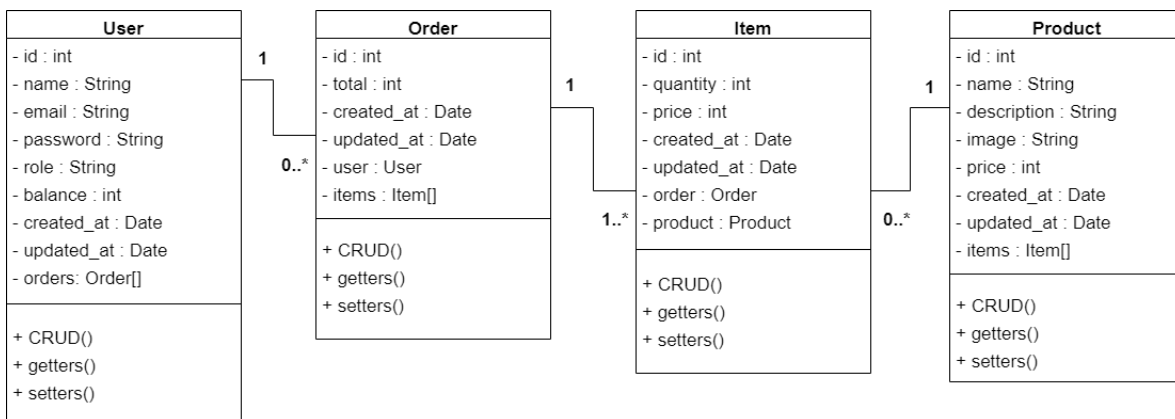 User
- id : int
- name : String
- email : String
- password : String
- role : String
- balance : int
- created_at : Date
- updated_at : Date
- orders: Order[]
+ CRUD()
+ getters()
+ setters()
1
0..*
Order
- id : int
- total : int
- created_at : Date
- updated_at : Date
- user : User
- items : Item[]
+ CRUD()
+ getters()
+ setters()
1
1..*
Item
- id : int
- quantity : int
- price : int
- created_at : Date
- updated_at : Date
- order : Order
- product : Product
+ CRUD()
+ getters()
+ setters()
1
0..*
Product
- id : int
- name : String
- description : String
- image : String
- price : int
- created_at : Date
- updated_at : Date
- items : Item[]
+ CRUD()
+ getters()
+ setters()